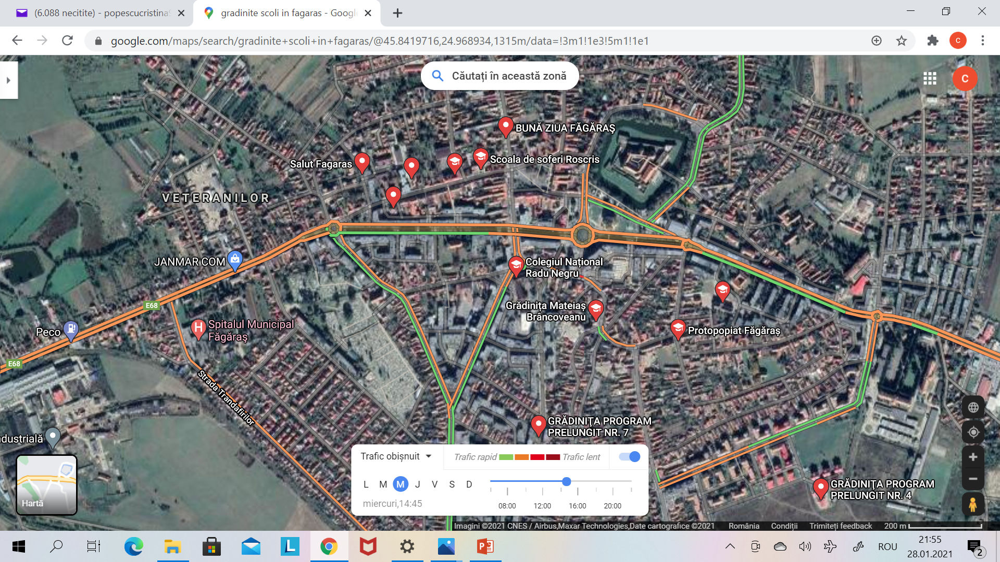 (6.088 necitite) - popescucristina
gradinite scoli in fagaras - Googl
google.com/maps/search/gradinite+scoli+in+fagaras/@45.8419716,24.968934,1315m/data=!3m1!1e3!5m1!1e1
C
Căutați în această zonă
C
BUNĂ ZIUA FĂGĂRAȘ
Salut Fagaras
Scoala de soferi Roscris
VETERANILOR
JANMAR COM
Colegiul Național
Radu Negru
E68
Grădinița Mateiaș
Brâncoveanu
Peco
Spitalul Municipal
Făgăraș
Protopopiat Făgăraș
E68
Strada Trandafirilor
GRĂDINIŢA PROGRAM
PRELUNGIT NR. 7
ndustrială
Hartă
Trafic obișnuit
Trafic rapid
Trafic lent
L M M J V S D
miercuri,14:45
08:00 12:00 16:00 20:00
GRĂDINIŢA PROGRAM
PRELUNGIT NR. 4
Imagini ©2021 CNES / Airbus,Maxar Technologies,Date cartografice ©2021 România Condiții Trimiteți feedback 200 m
L
P
ROU
21:55
28.01.2021
2